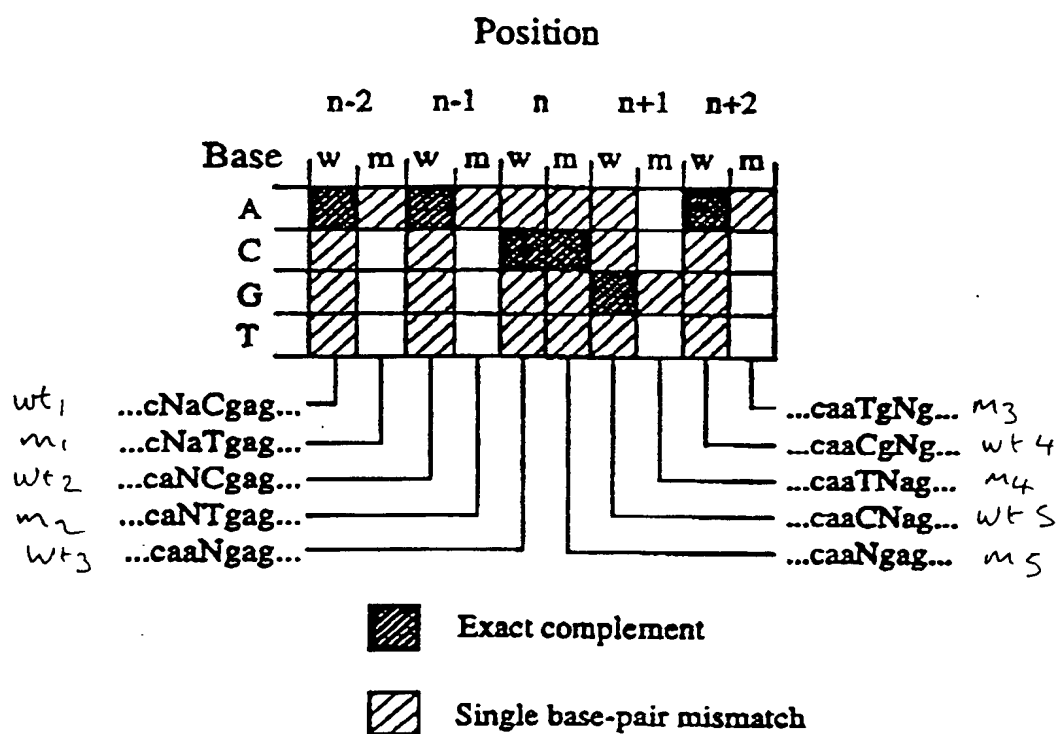 Position
n-2 n-1 n n+1 n+2
Base w m w m w m w m w m
A
C
G
T
wt1 ...cNaCgag...
m1 ...cNaTgag...
wt2 ...caNCgag...
m2 ...caNTgag...
wt3 ...caaNgag...
...caaTgNg... m3
...caaCgNg... wt4
...caaTNag... m4
...caaCNag... wt5
...caaNgag... m5
Exact complement
Single base-pair mismatch